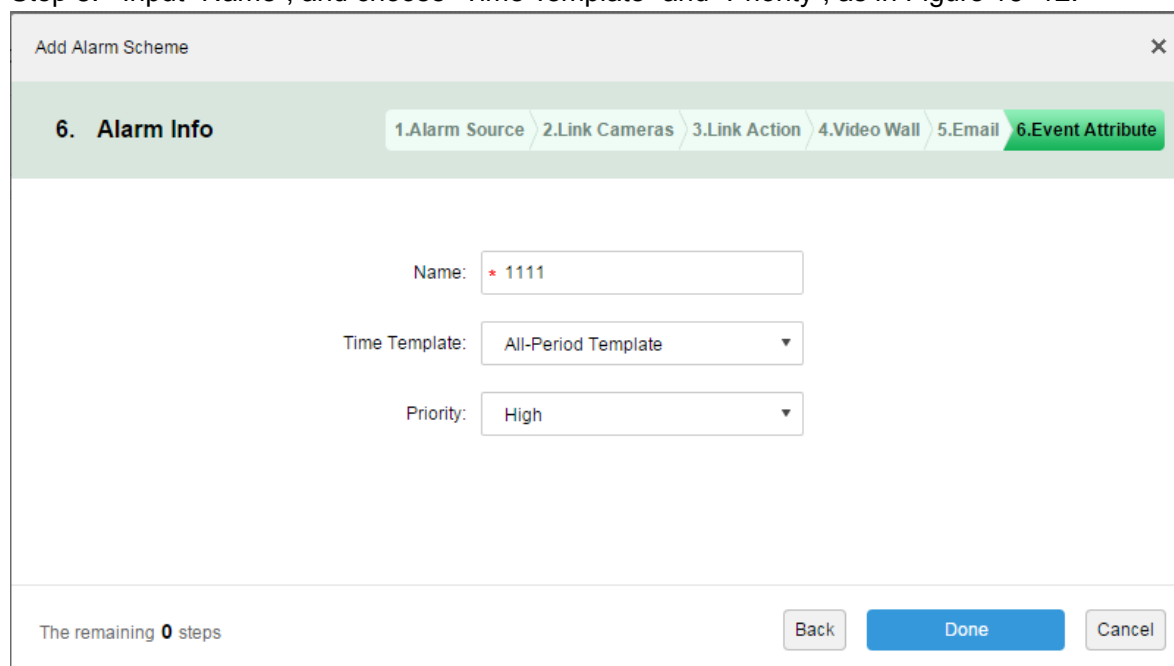 Add Alarm Scheme ×
6. Alarm Info 1.Alarm Source 2.Link Cameras 3.Link Action 4.Video Wall 5.Email 6.Event Attribute
Name: * 1111
Time Template: All-Period Template
Priority: High
The remaining 0 steps Back Done Cancel